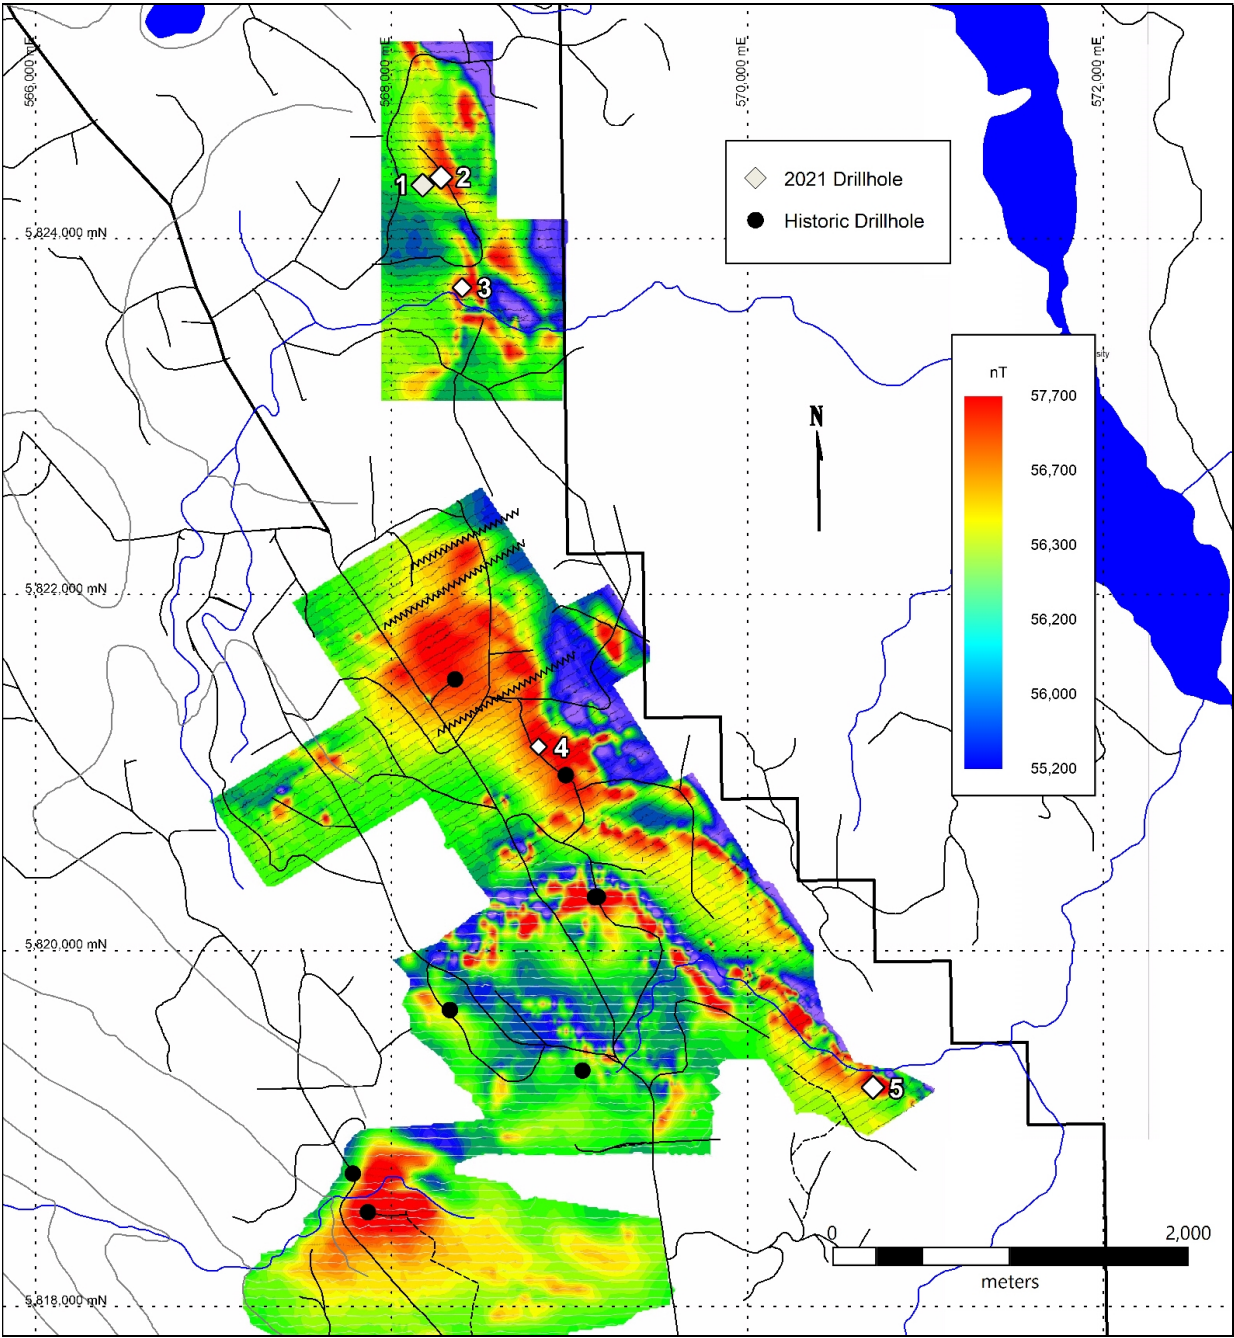 566,000 mE
568,000 mE
570,000 mE
572,000 mE
2021 Drillhole
Historic Drillhole
1
2
5,824,000 mN
3
sity
nT
57,700
56,700
56,300
56,200
56,000
55,200
N
5,822,000 mN
4
5,820,000 mN
5
0
2,000
meters
5,818,000 mN